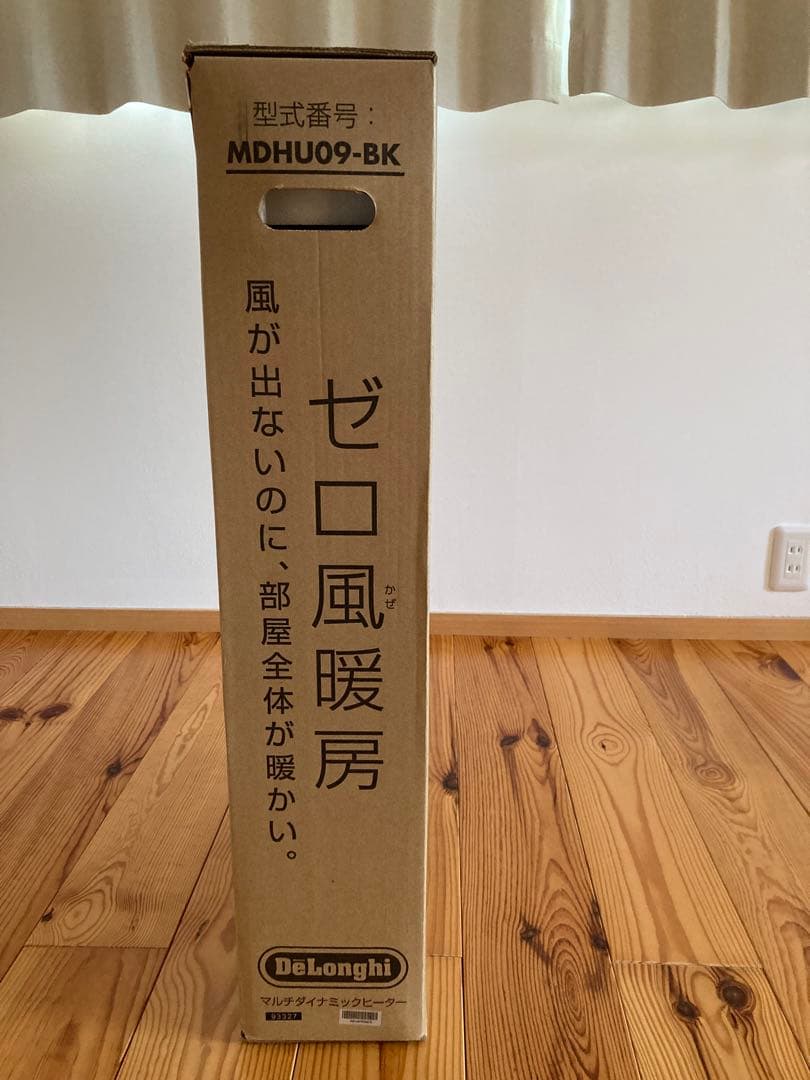 型式番号：
MDHU09-BK
ゼロ風暖房
かぜ
風が出ないのに、部屋全体が暖かい。
DeLonghi
マルチダイナミックヒーター
93327